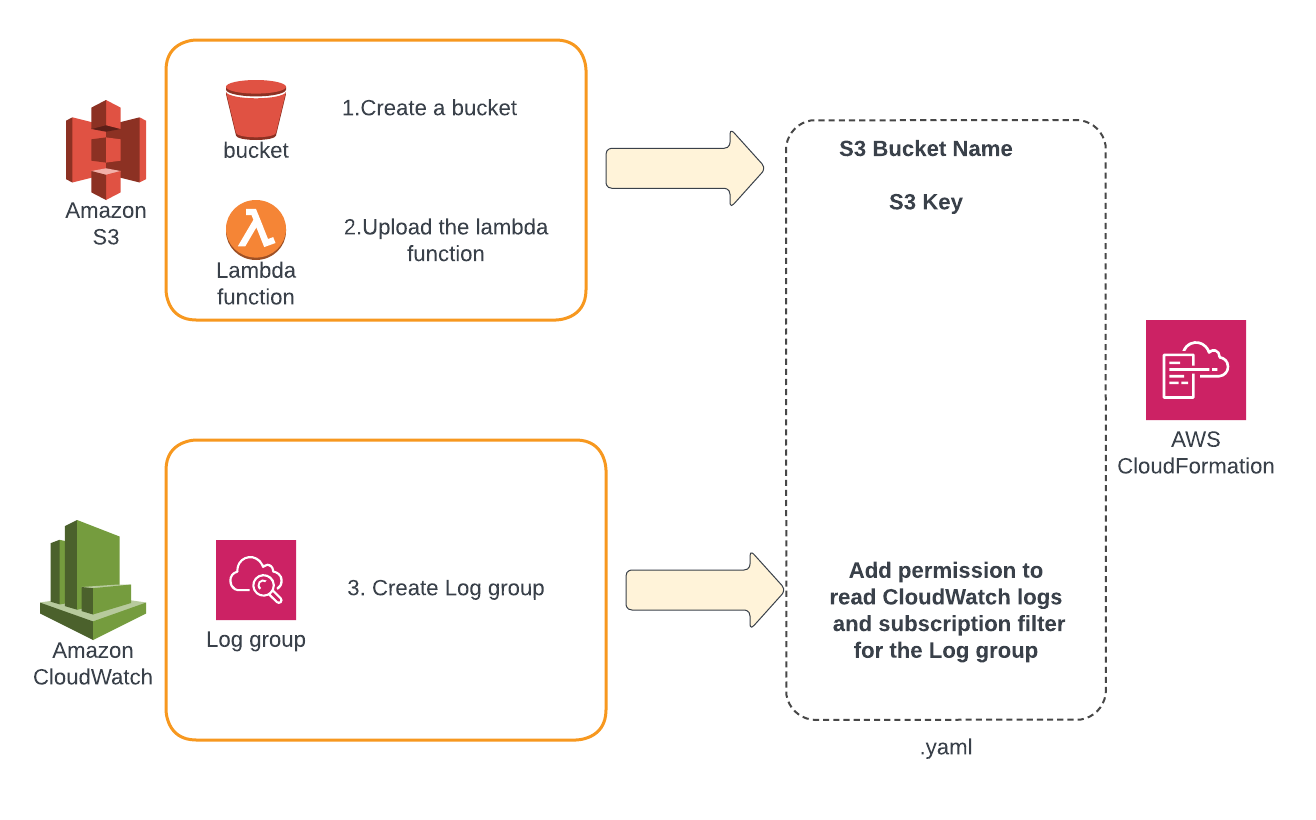 1.Create a bucket
bucket
Amazon
S3
2.Upload the lambda
function
Lambda
function
S3 Bucket Name
S3 Key
AWS
CloudFormation
3. Create Log group
Log group
Amazon
CloudWatch
Add permission to
read CloudWatch logs
and subscription filter
for the Log group
.yaml